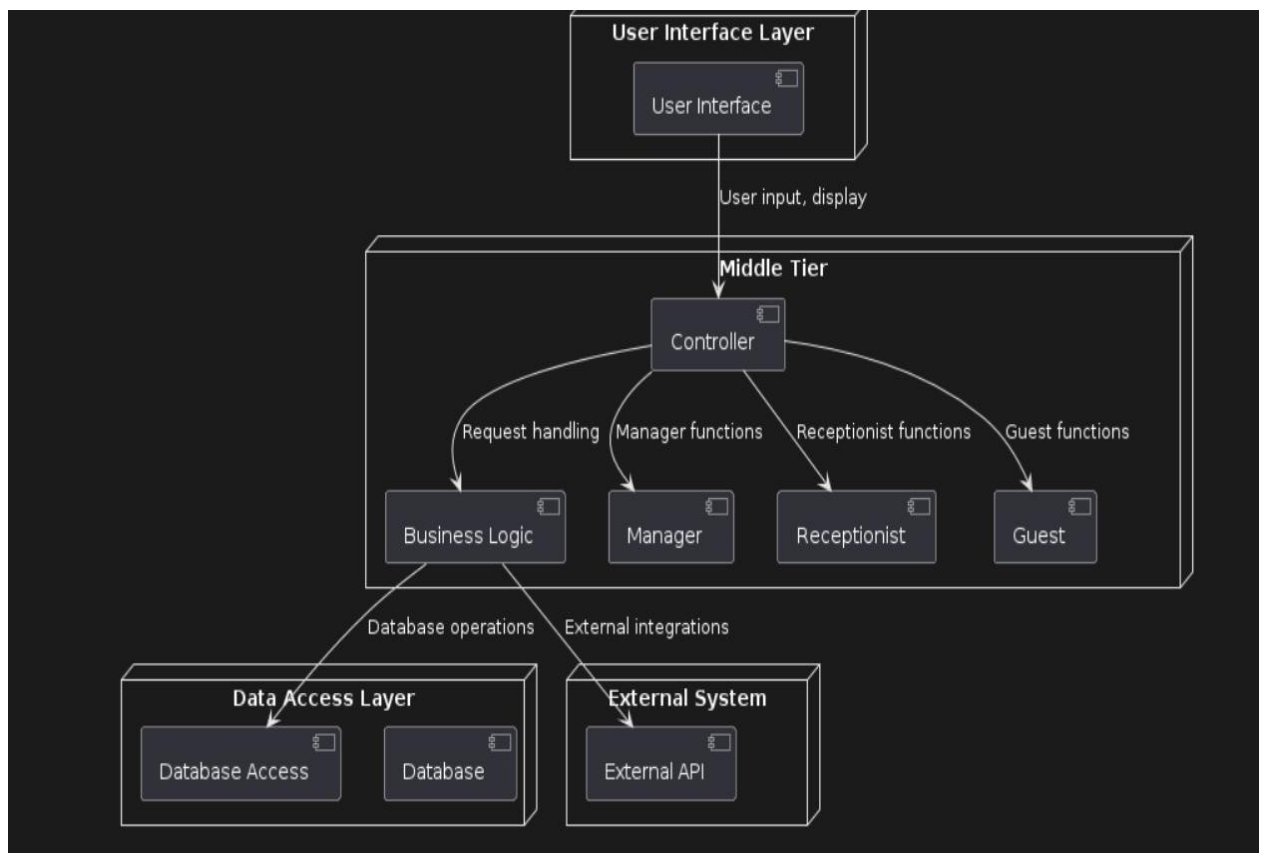 User Interface Layer
User Interface
User input, display
Middle Tier
Controller
Request handling
Manager functions
Receptionist functions
Guest functions
Business Logic
Manager
Receptionist
Guest
Database operations
External integrations
Data Access Layer
External System
Database Access
Database
External API